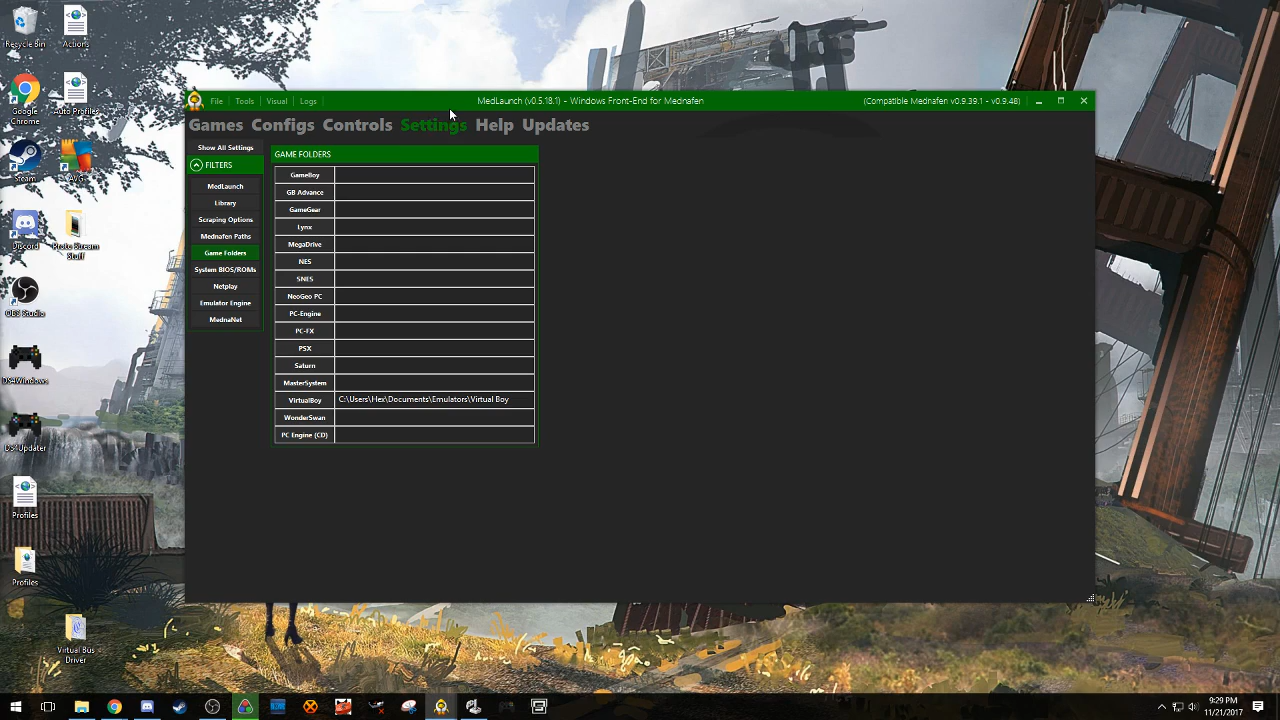 Recycle Bin
Actions
Google Chrome
Auto Profiles
Steam
AVG
Discord
Proto Stream Stuff
OBS Studio
DS4Windows
DS4Updater
Profiles
Profiles
Virtual Bus Driver
File Tools Visual Logs
MedLaunch (v0.5.18.1) - Windows Front-End for Mednafen
(Compatible Mednafen v0.9.39.1 - v0.9.48)
Games Configs Controls Settings Help Updates
Show All Settings
FILTERS
MedLaunch
Library
Scraping Options
Mednafen Paths
Game Folders
System BIOS/ROMs
Netplay
Emulator Engine
MednaNet
GAME FOLDERS
GameBoy
GB Advance
GameGear
Lynx
MegaDrive
NES
SNES
NeoGeo PC
PC-Engine
PC-FX
PSX
Saturn
MasterSystem
VirtualBoy C:\Users\Hex\Documents\Emulators\Virtual Boy
WonderSwan
PC Engine (CD)
9:29 PM
11/21/2017